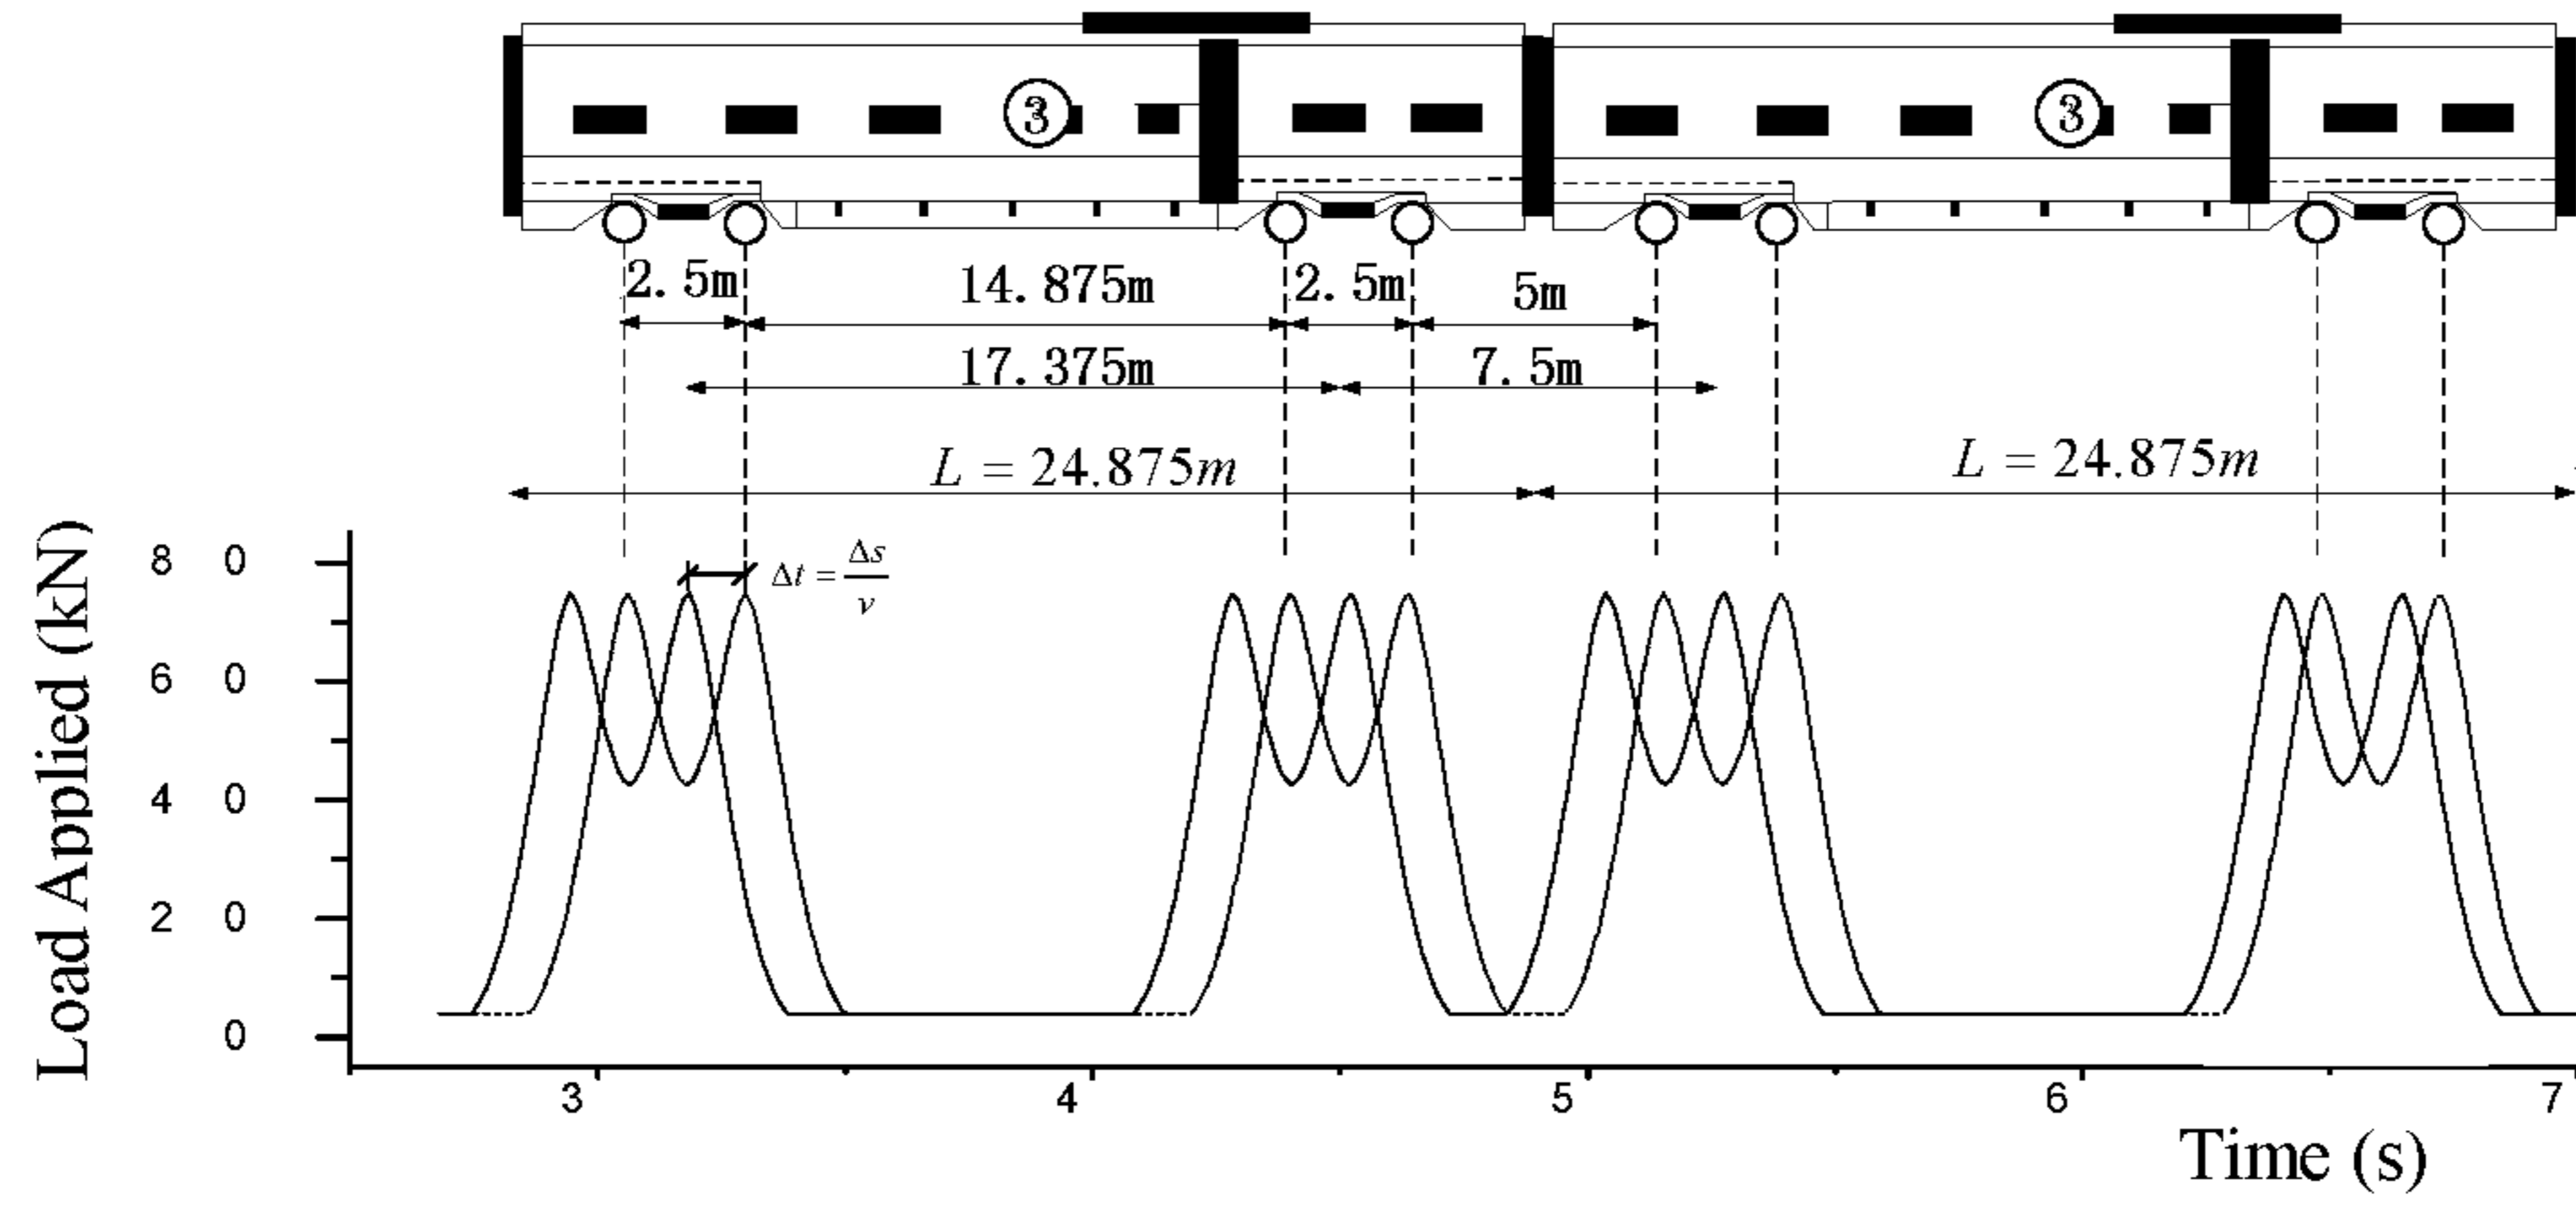 3 3
2.5m 14.875m 2.5m 5m
17.375m 7.5m
L = 24.875m L = 24.875m
Δt = Δs/v
Load Applied (kN)
8 0
6 0
4 0
2 0
0
3 4 5 6 7
Time (s)